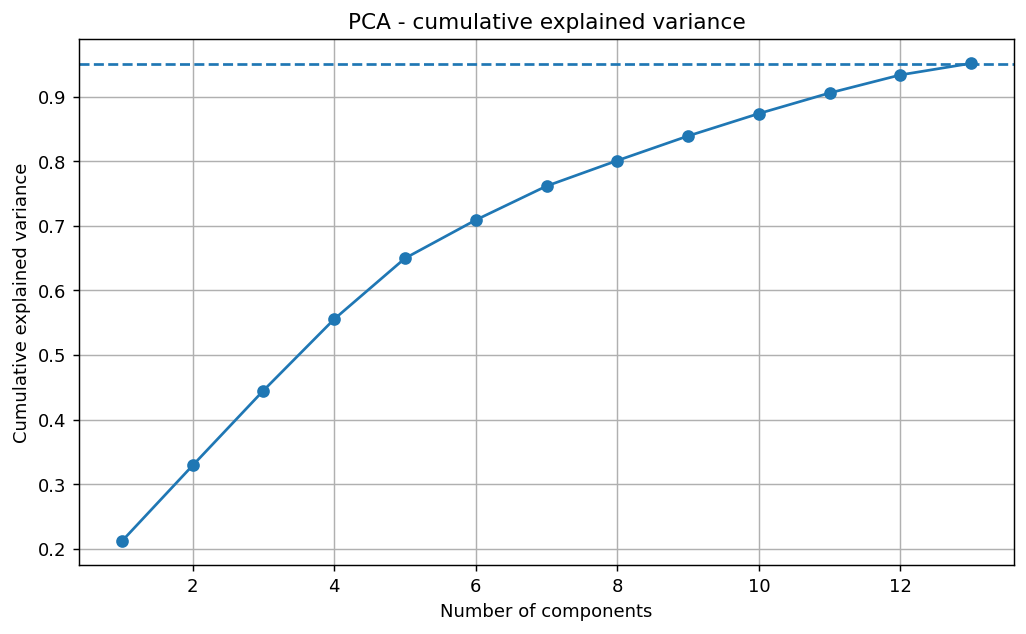 PCA - cumulative explained variance
Cumulative explained variance
0.9
0.8
0.7
0.6
0.5
0.4
0.3
0.2
2 4 6 8 10 12
Number of components